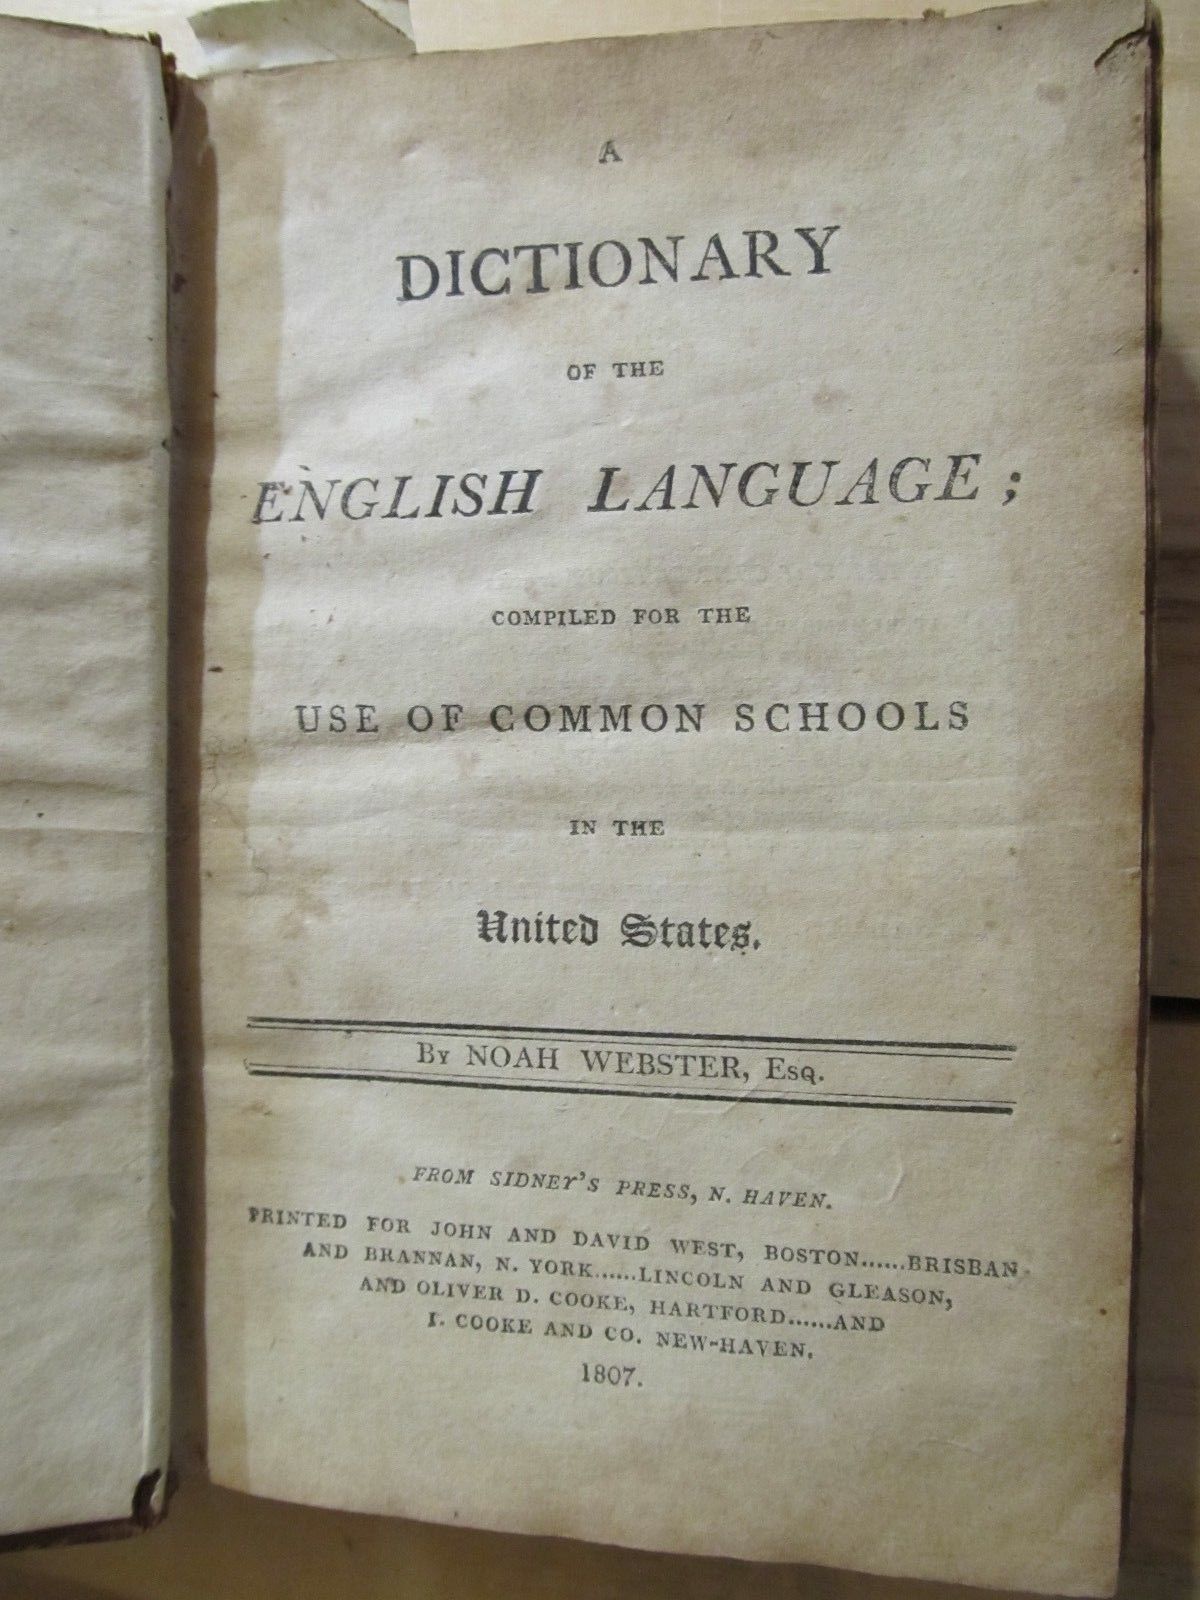 A
DICTIONARY
OF THE
ENGLISH LANGUAGE;
COMPILED FOR THE
USE OF COMMON SCHOOLS
IN THE
United States.
By NOAH WEBSTER, Esq.
FROM SIDNEY'S PRESS, N. HAVEN.
PRINTED FOR JOHN AND DAVID WEST, BOSTON......BRISBAN
AND BRANNAN, N. YORK......LINCOLN AND GLEASON,
AND OLIVER D. COOKE, HARTFORD......AND
I. COOKE AND CO. NEW-HAVEN.
1807.